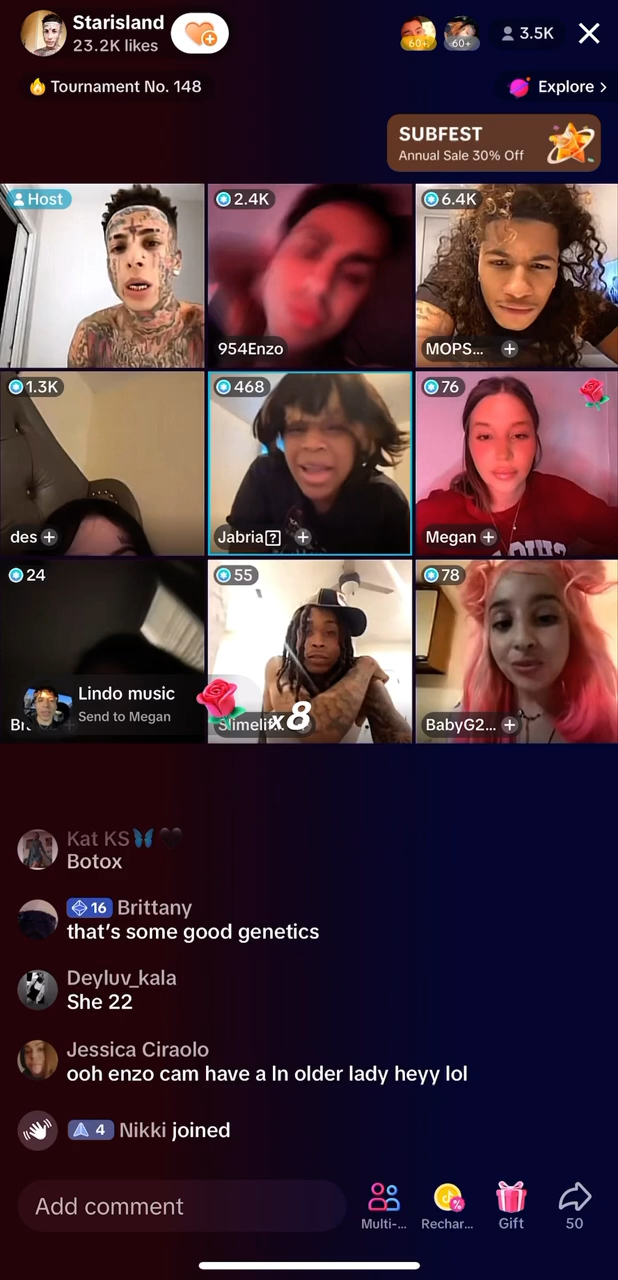 Starisland
23.2K likes
60+
60+
3.5K
Tournament No. 148
Explore >
SUBFEST
Annual Sale 30% Off
Host
2.4K
6.4K
954Enzo
MOPS...
1.3K
468
76
des
Jabria
Megan
24
55
78
Lindo music
Send to Megan
x8
BabyG2...
Kat KS
Botox
16 Brittany
that's some good genetics
Deyluv_kala
She 22
Jessica Ciraolo
ooh enzo cam have a ln older lady heyy lol
4 Nikki joined
Add comment
Multi-...
Rechar...
Gift
50